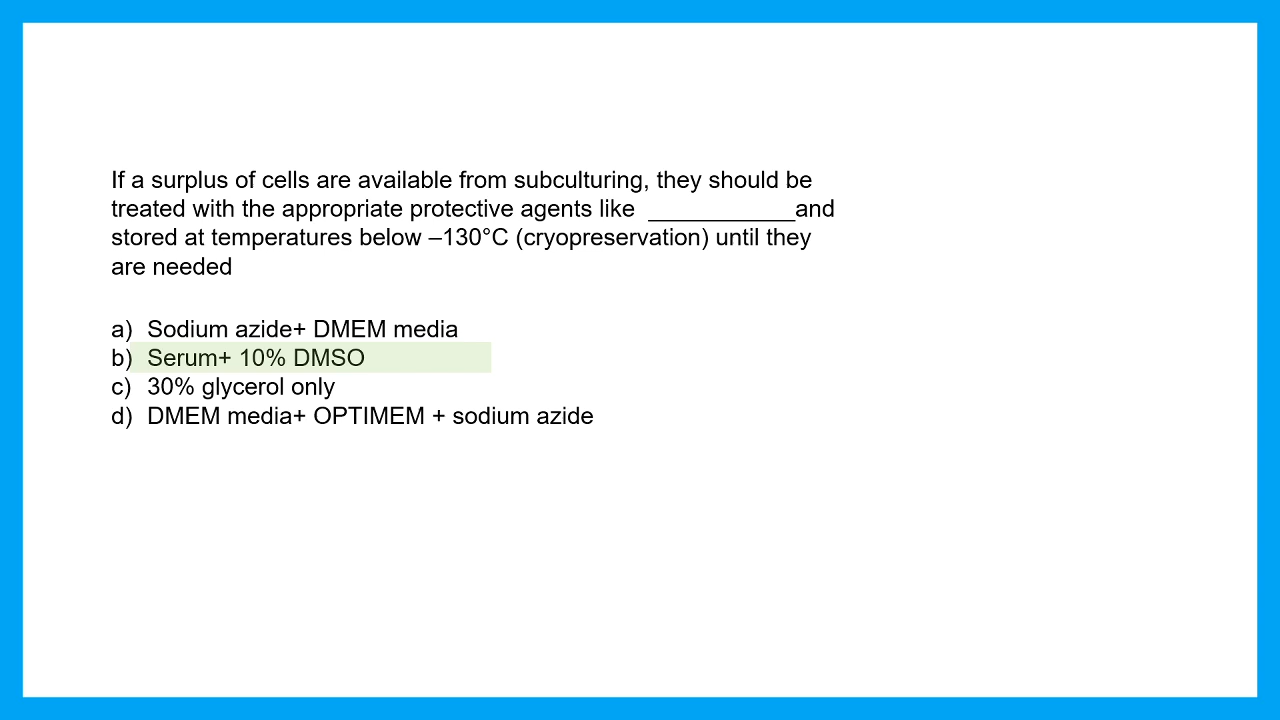 If a surplus of cells are available from subculturing, they should be
treated with the appropriate protective agents like ___________and
stored at temperatures below –130°C (cryopreservation) until they
are needed
a) Sodium azide+ DMEM media
b) Serum+ 10% DMSO
c) 30% glycerol only
d) DMEM media+ OPTIMEM + sodium azide